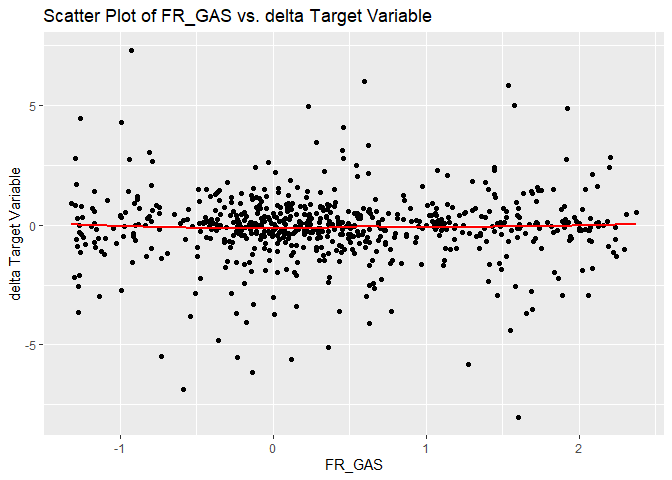 Scatter Plot of FR_GAS vs. delta Target Variable
delta Target Variable
5
0
-5
-1
0
1
2
FR_GAS